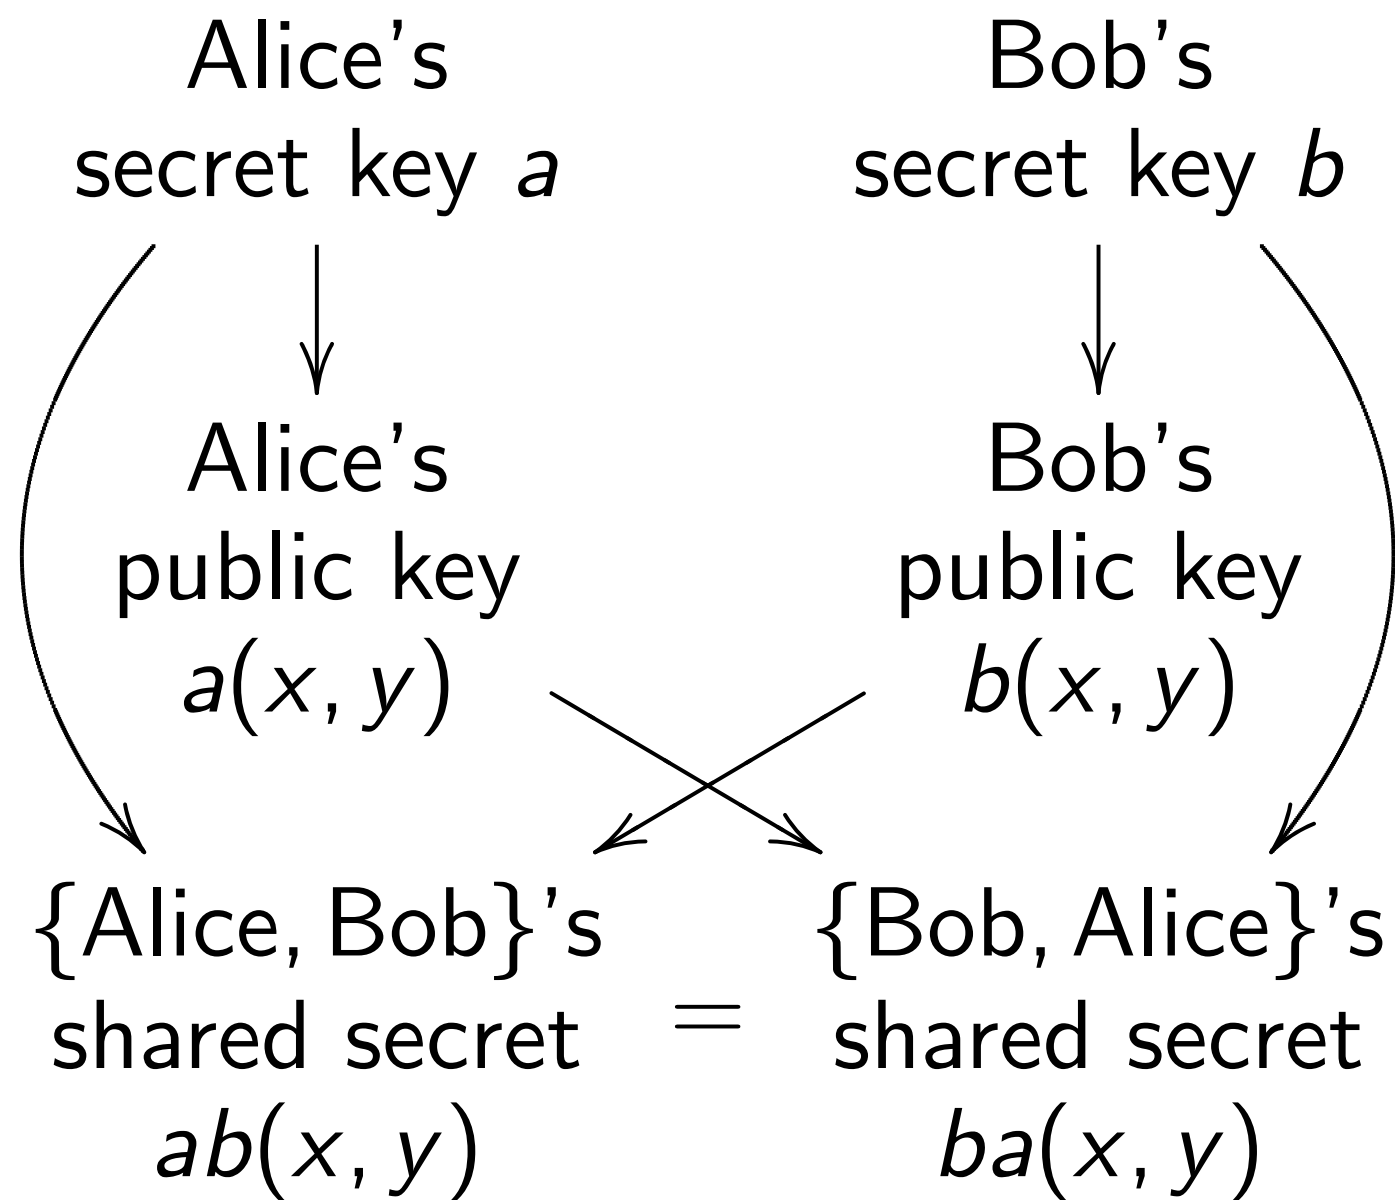 Alice's
secret key a
Bob's
secret key b
Alice's
public key
a(x, y)
Bob's
public key
b(x, y)
{Alice, Bob}'s
shared secret
ab(x, y)
=
{Bob, Alice}'s
shared secret
ba(x, y)